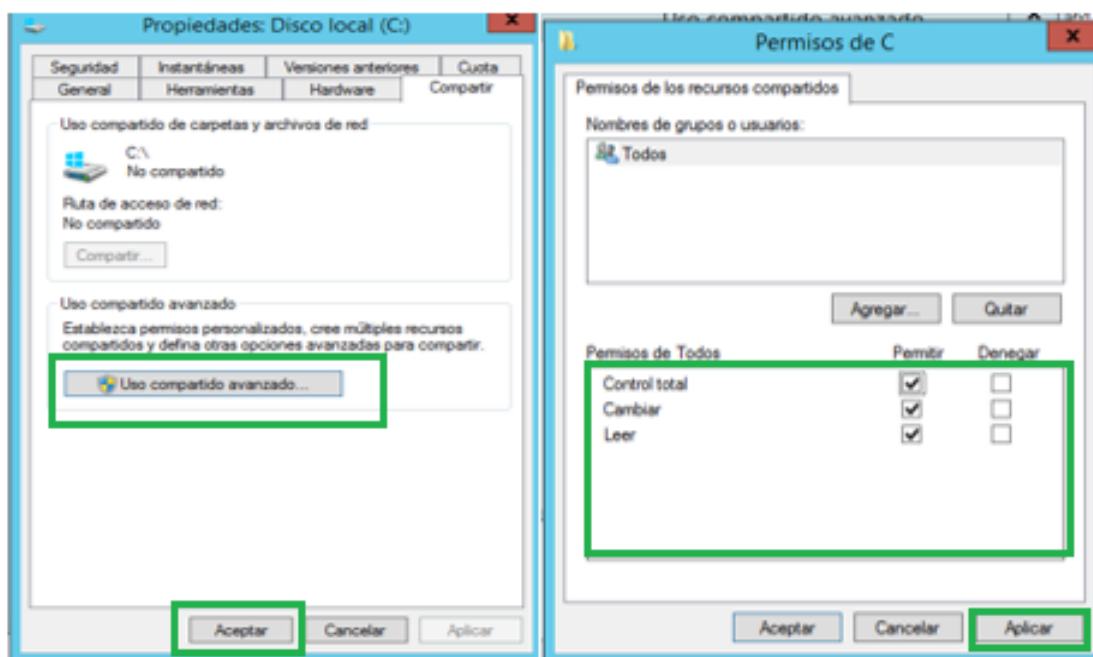 Propiedades: Disco local (C:)
x
Seguridad Instantáneas Versiones anteriores Cuota
General Herramientas Hardware Compartir
Uso compartido de carpetas y archivos de red
C:\
No compartido
Ruta de acceso de red:
No compartido
Compartir...
Uso compartido avanzado
Establezca permisos personalizados, cree múltiples recursos
compartidos y defina otras opciones avanzadas para compartir.
Uso compartido avanzado...
Aceptar Cancelar Aplicar
Uso compartido avanzado
Permisos de C
x
Permisos de los recursos compartidos
Nombres de grupos o usuarios:
Todos
Agregar... Quitar
Permisos de Todos Permitir Denegar
Control total
Cambiar
Leer
Aceptar Cancelar Aplicar